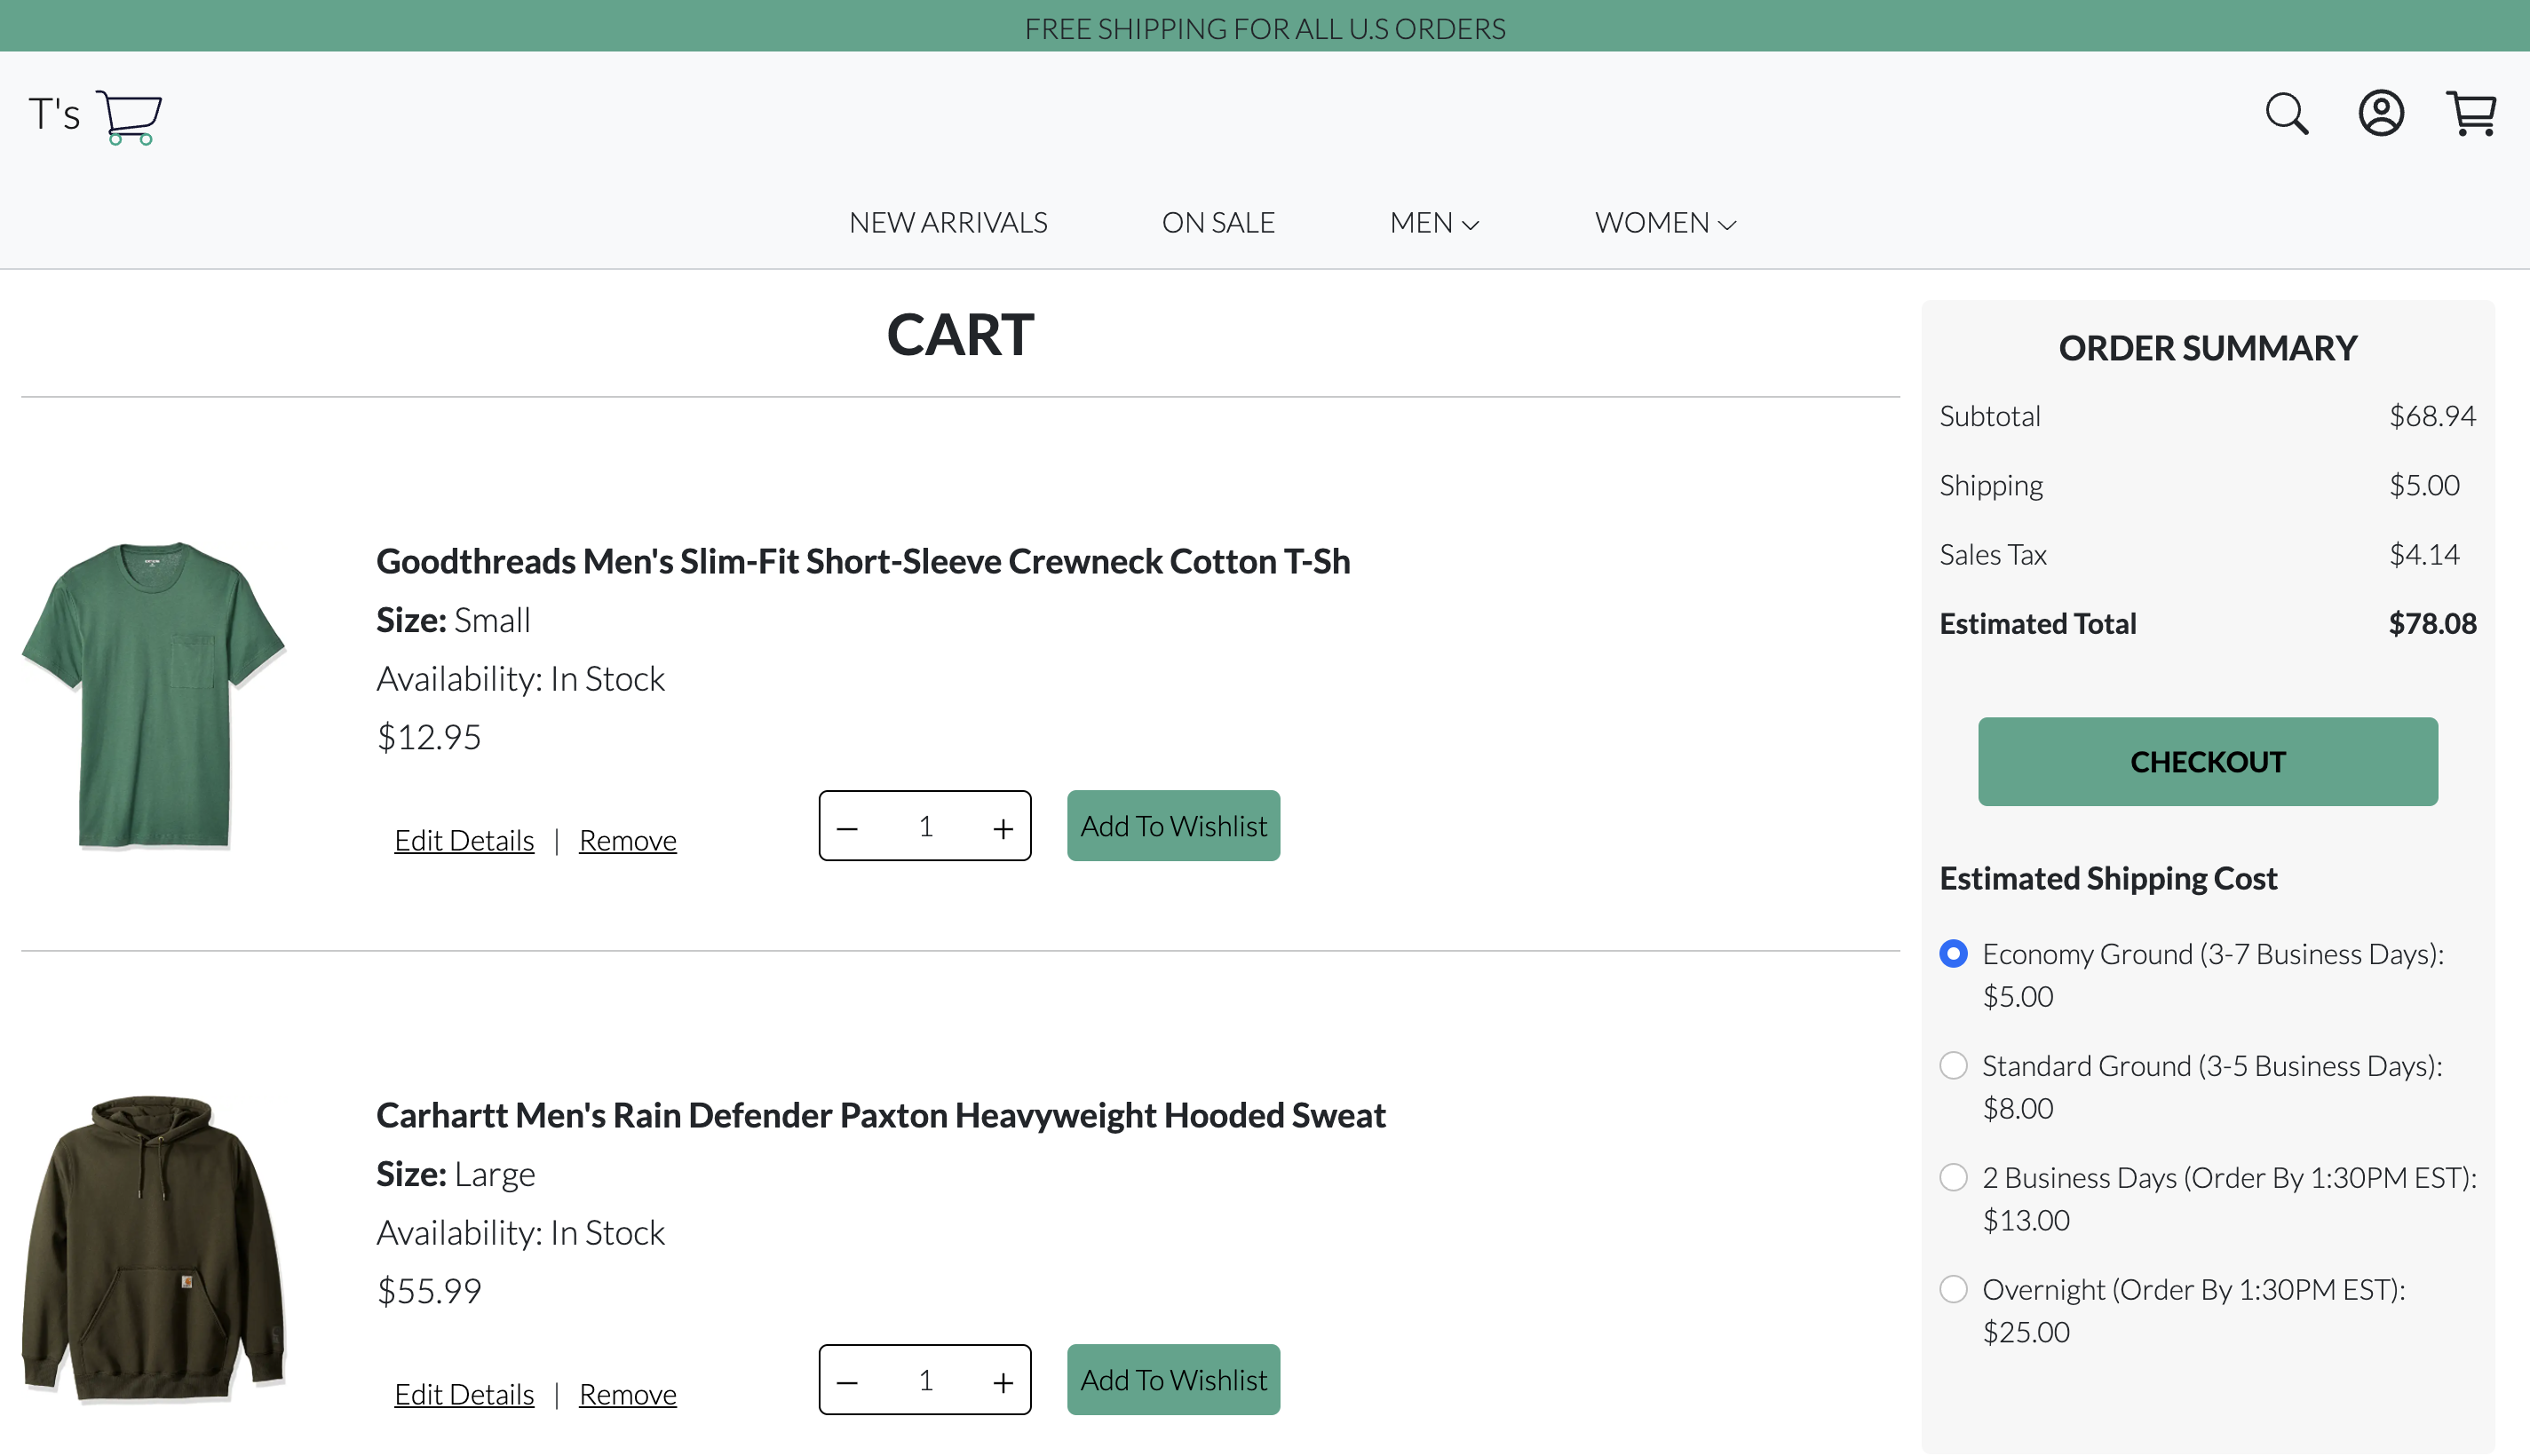 FREE SHIPPING FOR ALL U.S ORDERS
T's
NEW ARRIVALS
ON SALE
MEN
WOMEN
CART
Goodthreads Men's Slim-Fit Short-Sleeve Crewneck Cotton T-Sh
Size: Small
Availability: In Stock
$12.95
Edit Details | Remove
1
Add To Wishlist
Carhartt Men's Rain Defender Paxton Heavyweight Hooded Sweat
Size: Large
Availability: In Stock
$55.99
Edit Details | Remove
1
Add To Wishlist
ORDER SUMMARY
Subtotal $68.94
Shipping $5.00
Sales Tax $4.14
Estimated Total $78.08
CHECKOUT
Estimated Shipping Cost
Economy Ground (3-7 Business Days):
$5.00
Standard Ground (3-5 Business Days):
$8.00
2 Business Days (Order By 1:30PM EST):
$13.00
Overnight (Order By 1:30PM EST):
$25.00